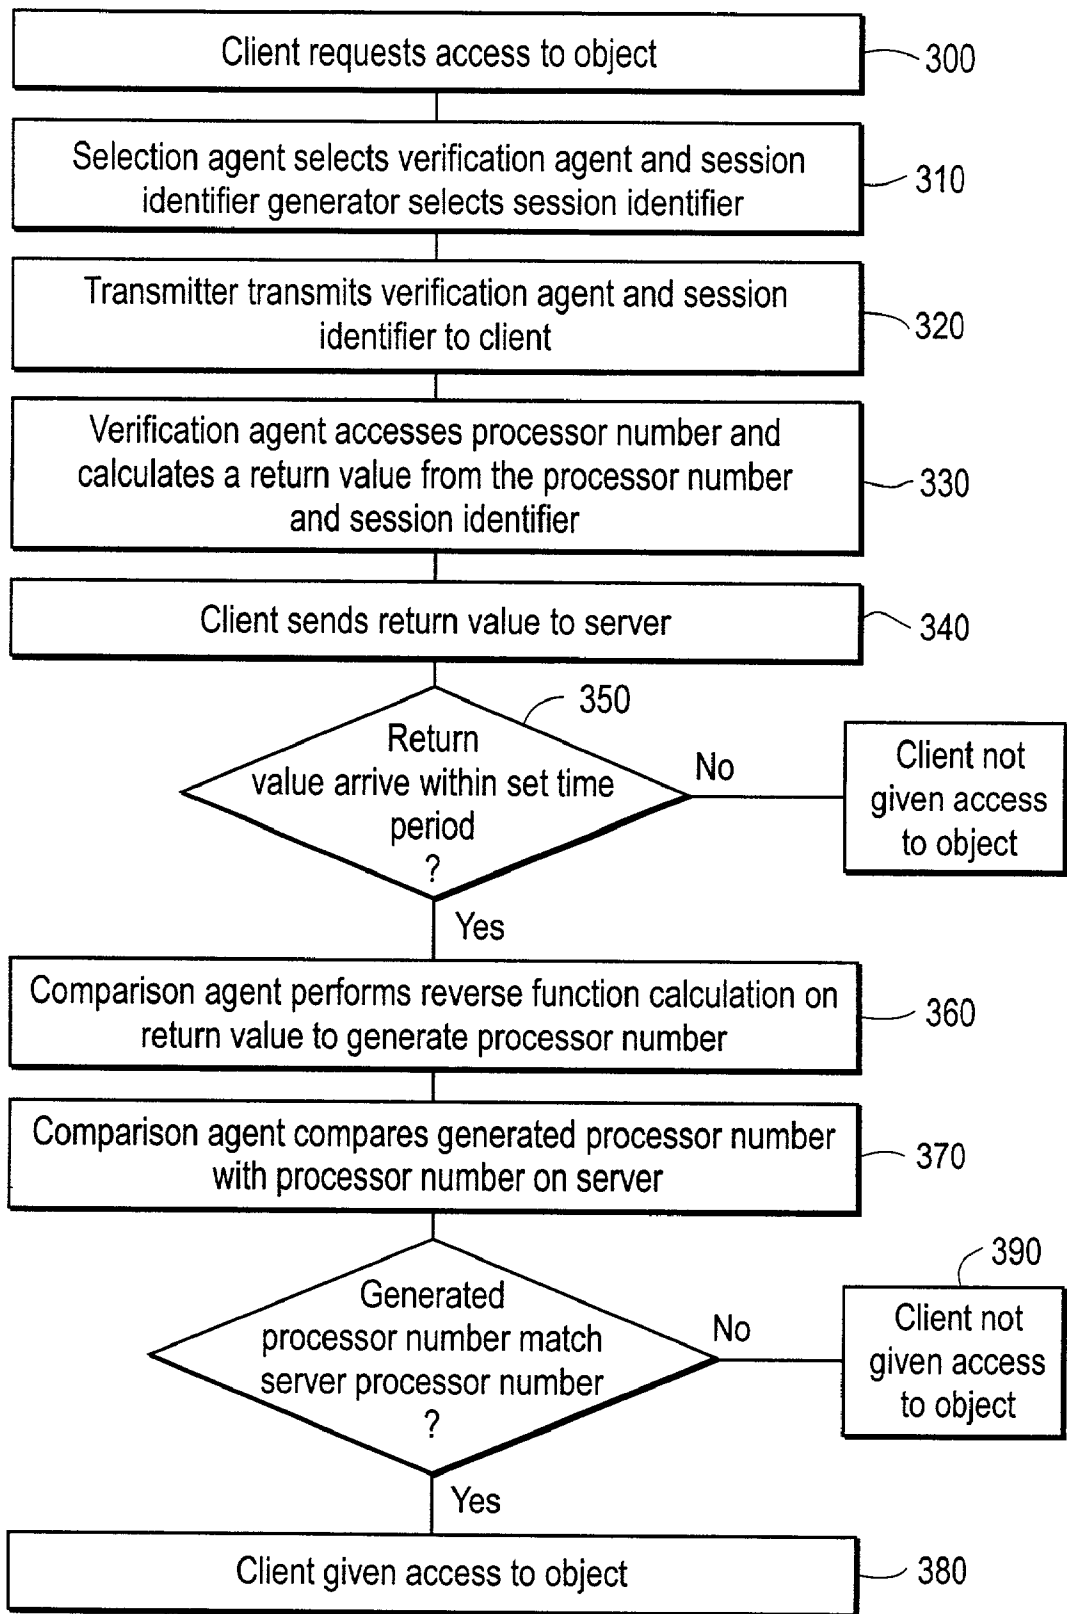 Client requests access to object
300
Selection agent selects verification agent and session
identifier generator selects session identifier
310
Transmitter transmits verification agent and session
identifier to client
320
Verification agent accesses processor number and
calculates a return value from the processor number
and session identifier
330
Client sends return value to server
340
350
Return
value arrive within set time
period
?
No
Client not
given access
to object
Yes
Comparison agent performs reverse function calculation on
return value to generate processor number
360
Comparison agent compares generated processor number
with processor number on server
370
390
Generated
processor number match
server processor number
?
No
Client not
given access
to object
Yes
Client given access to object
380